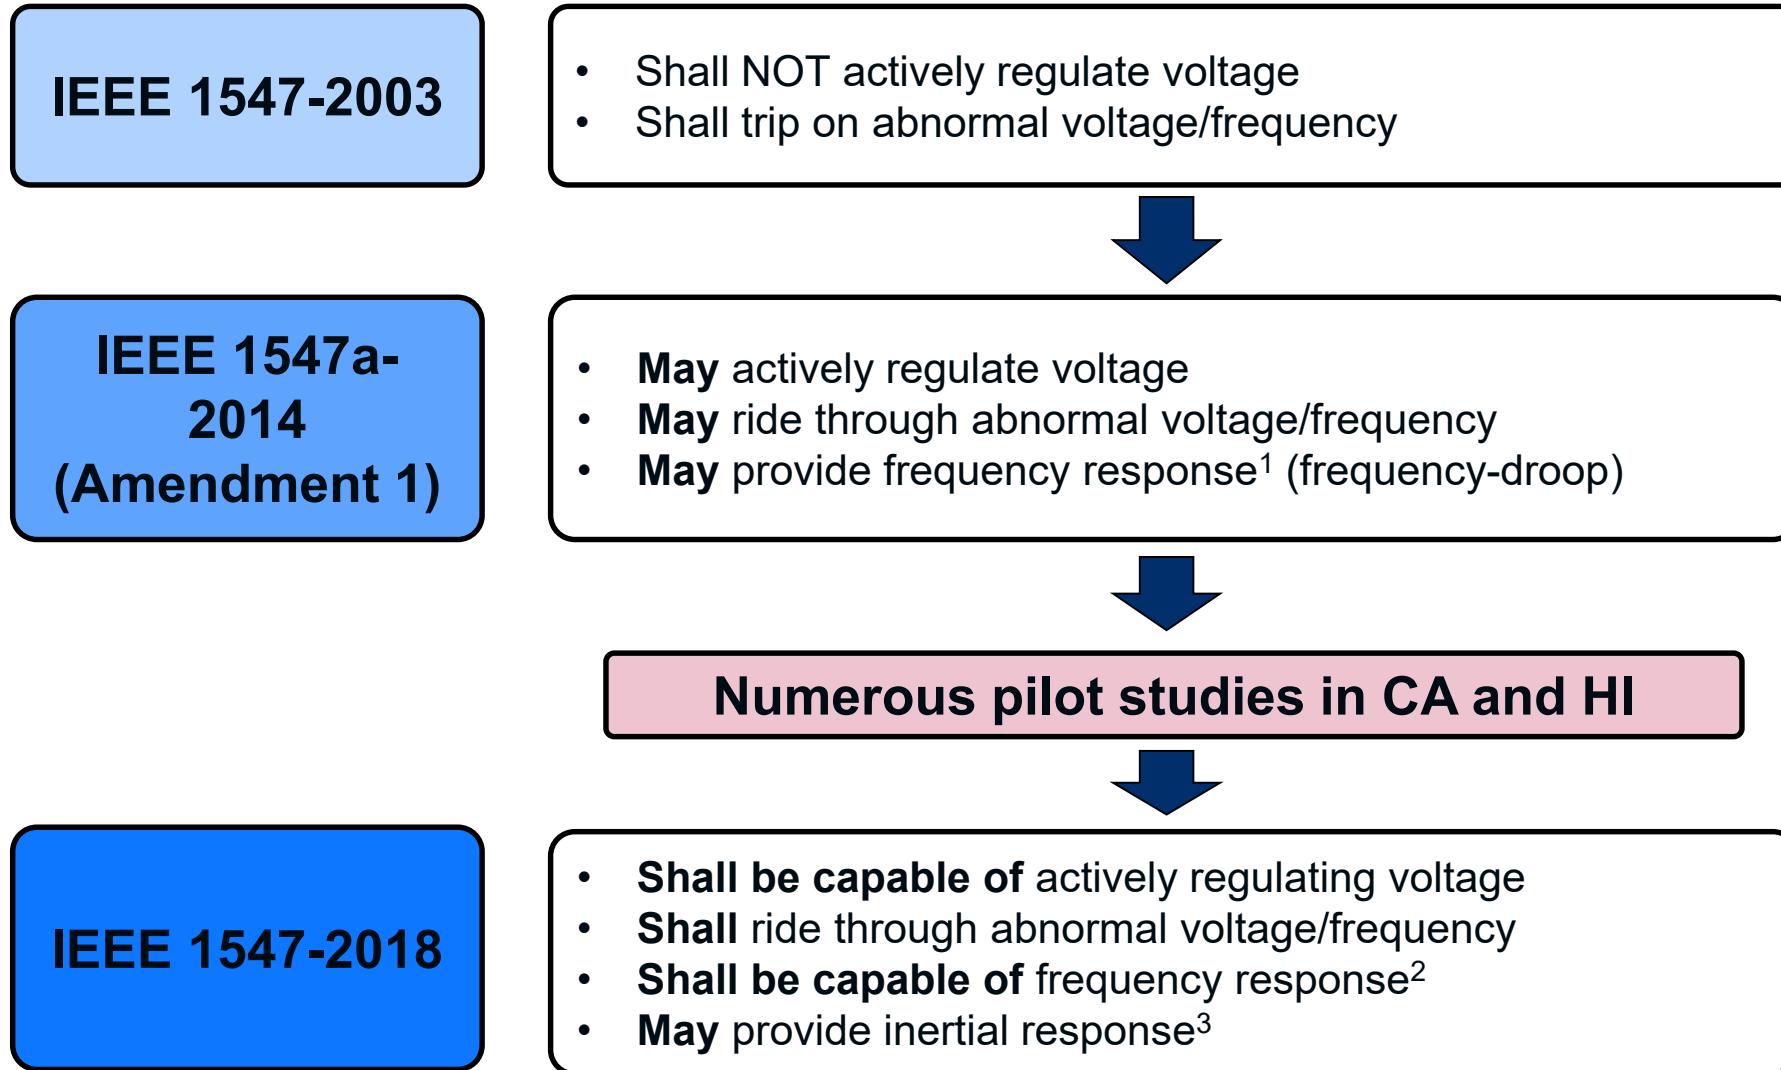 IEEE 1547-2003
• Shall NOT actively regulate voltage
• Shall trip on abnormal voltage/frequency
IEEE 1547a-
2014
(Amendment 1)
• May actively regulate voltage
• May ride through abnormal voltage/frequency
• May provide frequency response¹ (frequency-droop)
Numerous pilot studies in CA and HI
IEEE 1547-2018
• Shall be capable of actively regulating voltage
• Shall ride through abnormal voltage/frequency
• Shall be capable of frequency response²
• May provide inertial response³